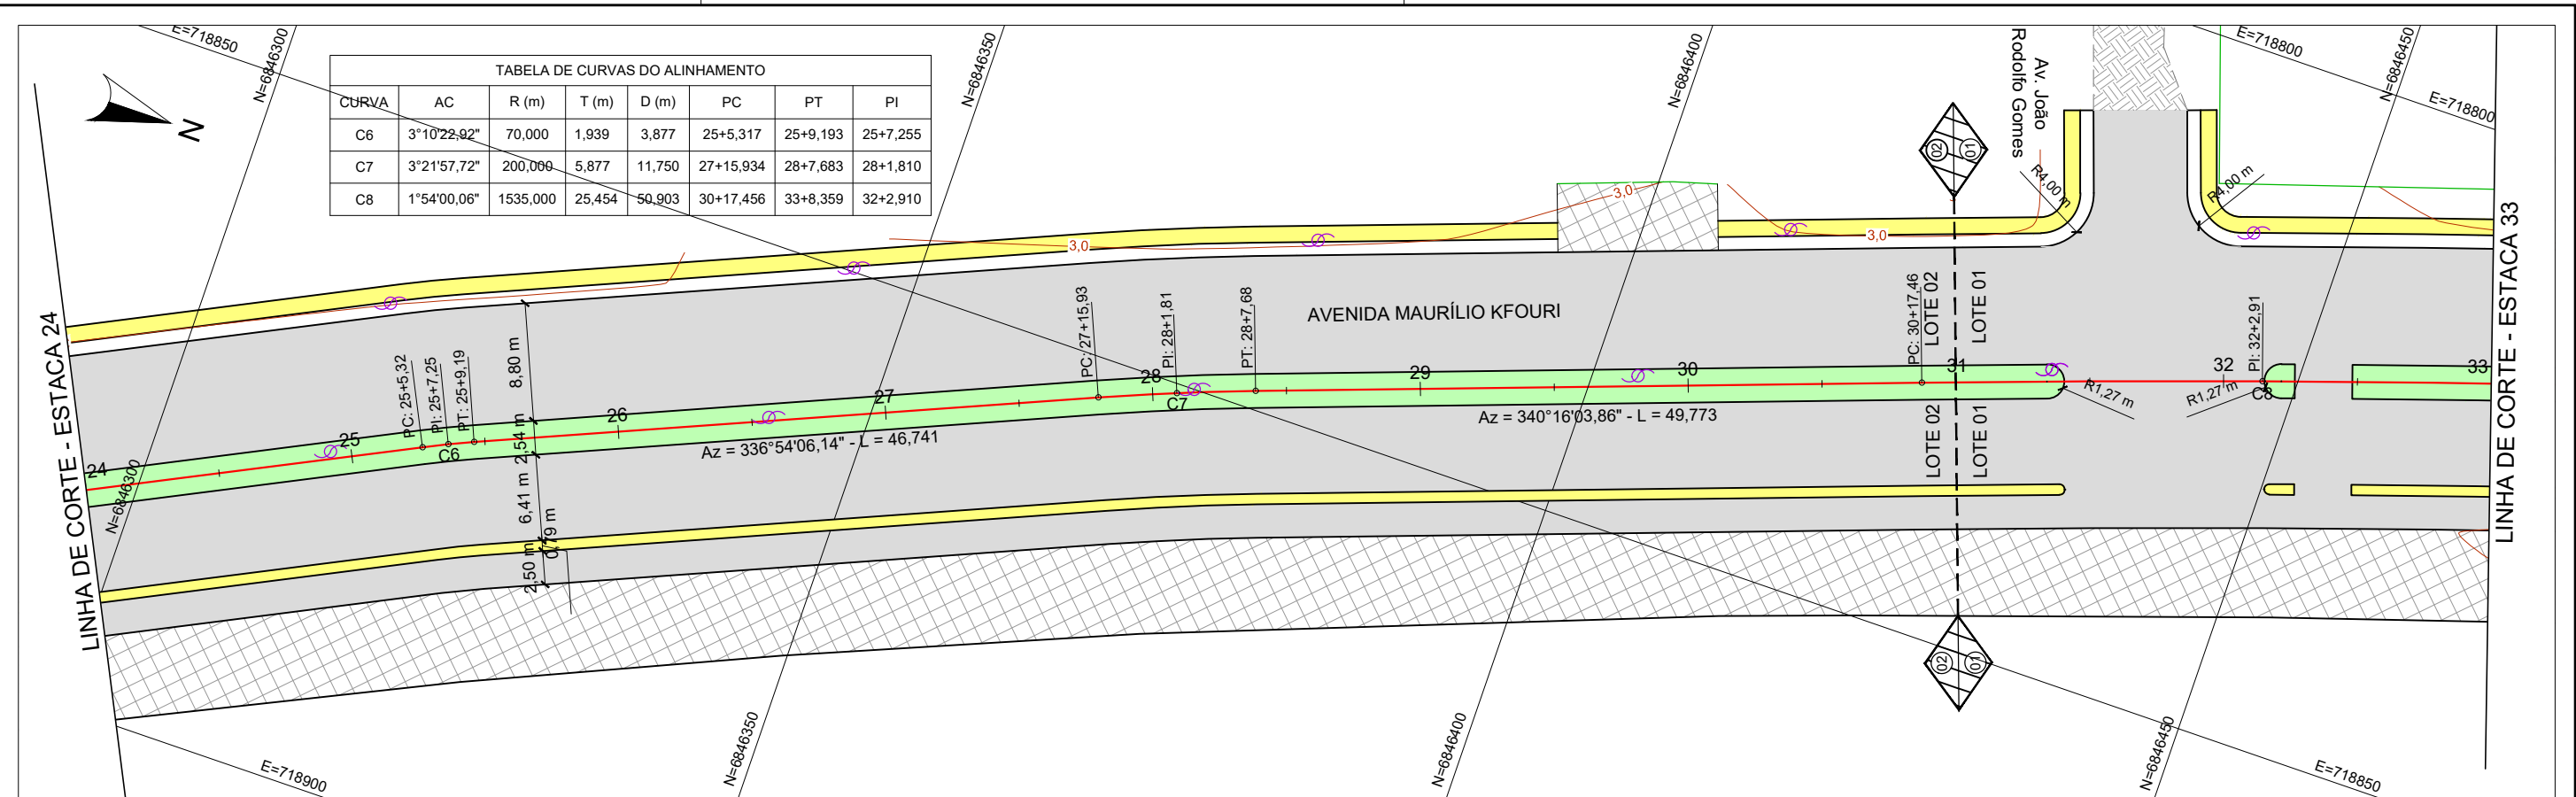 E=718850
N=6846300
N=6846350
N=6846400
E=718800
N=6846450
E=718800
N
TABELA DE CURVAS DO ALINHAMENTO
CURVA AC R (m) T (m) D (m) PC PT PI
C6 3°10'22,92" 70,000 1,939 3,877 25+5,317 25+9,193 25+7,255
C7 3°21'57,72" 200,000 5,877 11,750 27+15,934 28+7,683 28+1,810
C8 1°54'00,06" 1535,000 25,454 50,903 30+17,456 33+8,359 32+2,910
Av. João
Rodolfo Gomes
02
01
R4,00 m
R4,00 m
3,0
3,0
3,0
LINHA DE CORTE - ESTACA 24
LINHA DE CORTE - ESTACA 33
AVENIDA MAURÍLIO KFOURI
LOTE 02
LOTE 01
PC: 25+5,32
PI: 25+7,25
PT: 25+9,19
8,80 m
PC: 27+15,93
PI: 28+1,81
PT: 28+7,68
PC: 30+17,46
PI: 32+2,91
24
25
26
27
28
29
30
31
32
33
C6
C7
C8
2,54 m
Az = 336°54'06,14" - L = 46,741
Az = 340°16'03,86" - L = 49,773
R1,27 m
R1,27 m
LOTE 02
LOTE 01
6,41 m
0,79 m
2,50 m
N=6846300
02
01
E=718900
N=6846350
N=6846400
N=6846450
E=718850